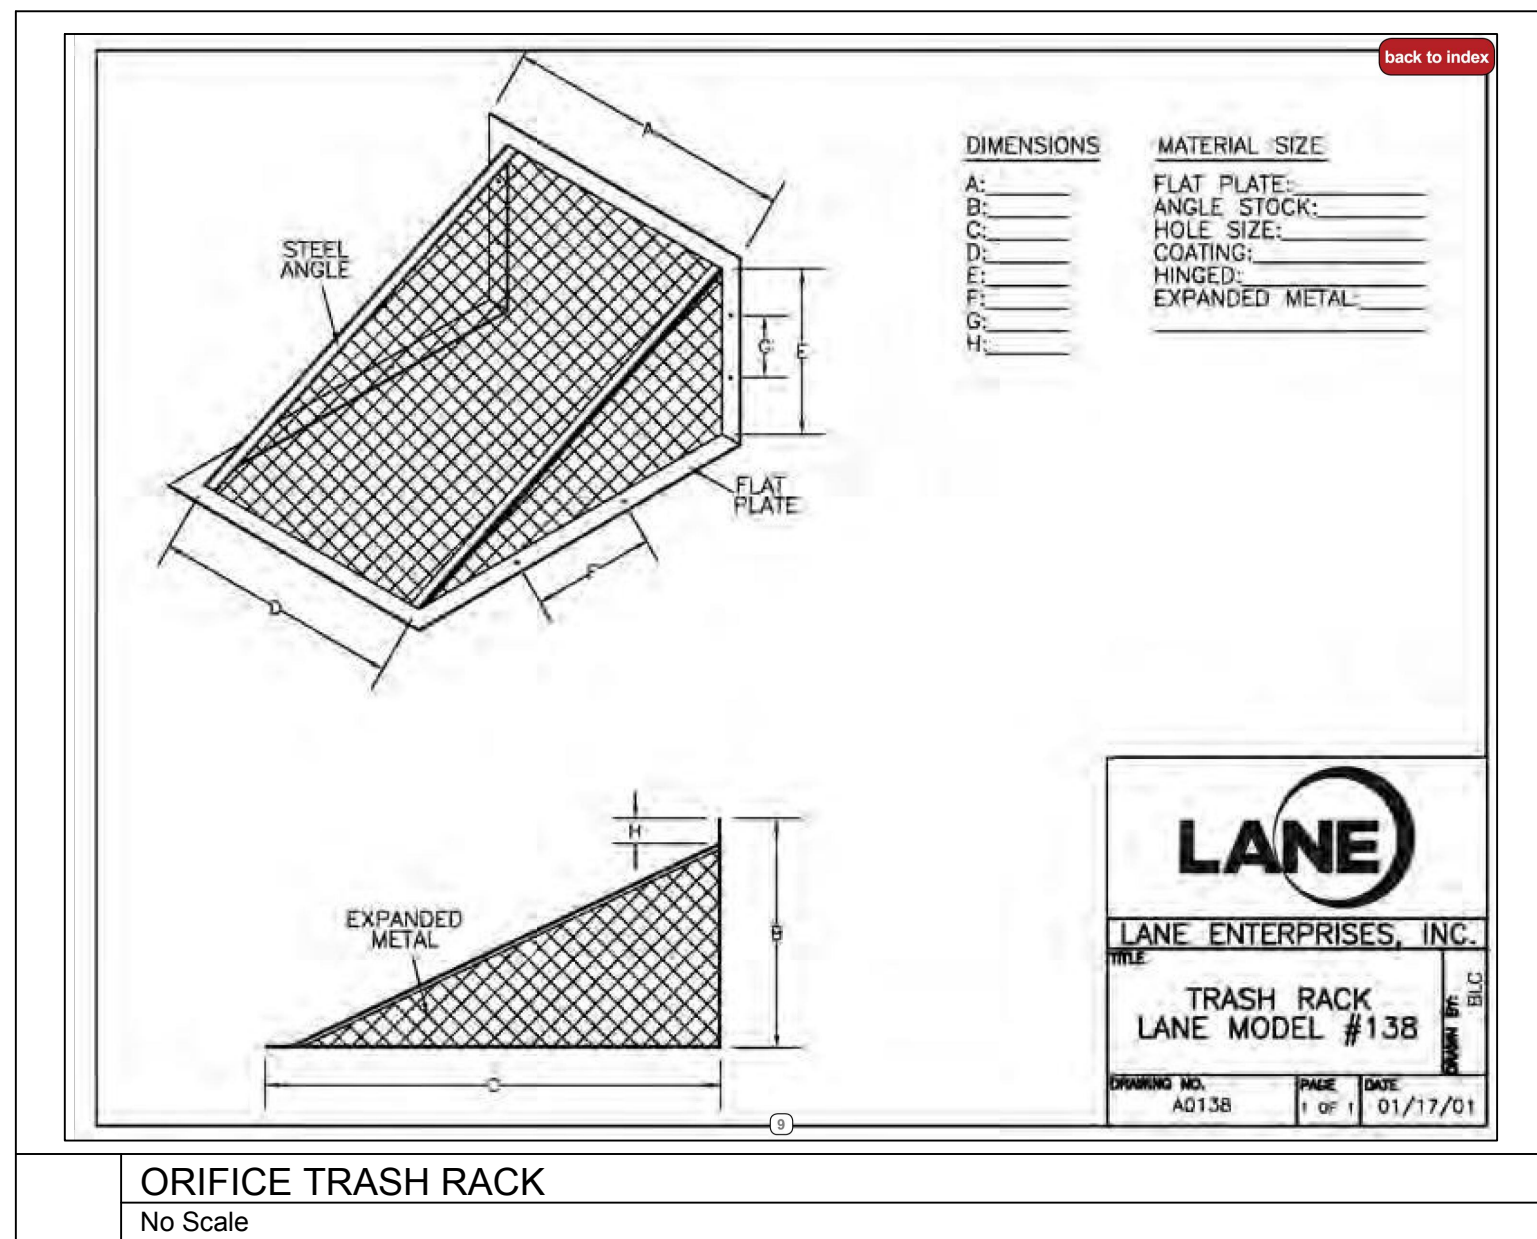 back to index
A
DIMENSIONS
A:
B:
C:
D:
E:
F:
G:
H:
MATERIAL SIZE
FLAT PLATE:
ANGLE STOCK:
HOLE SIZE:
COATING:
HINGED:
EXPANDED METAL:
STEEL
ANGLE
G
E
FLAT
PLATE
F
D
H
B
EXPANDED
METAL
C
LANE
LANE ENTERPRISES, INC.
TITLE
TRASH RACK
LANE MODEL #138
DRAWN BY:
BLC
DRAWING NO.
A0138
PAGE
1 OF 1
DATE
01/17/01
9
ORIFICE TRASH RACK
No Scale